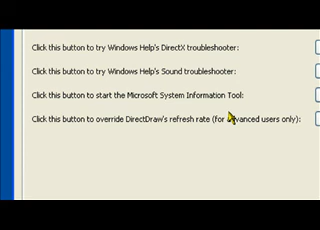 Click this button to try Windows Help's DirectX troubleshooter:
Click this button to try Windows Help's Sound troubleshooter:
Click this button to start the Microsoft System Information Tool:
Click this button to override DirectDraw's refresh rate (for advanced users only):